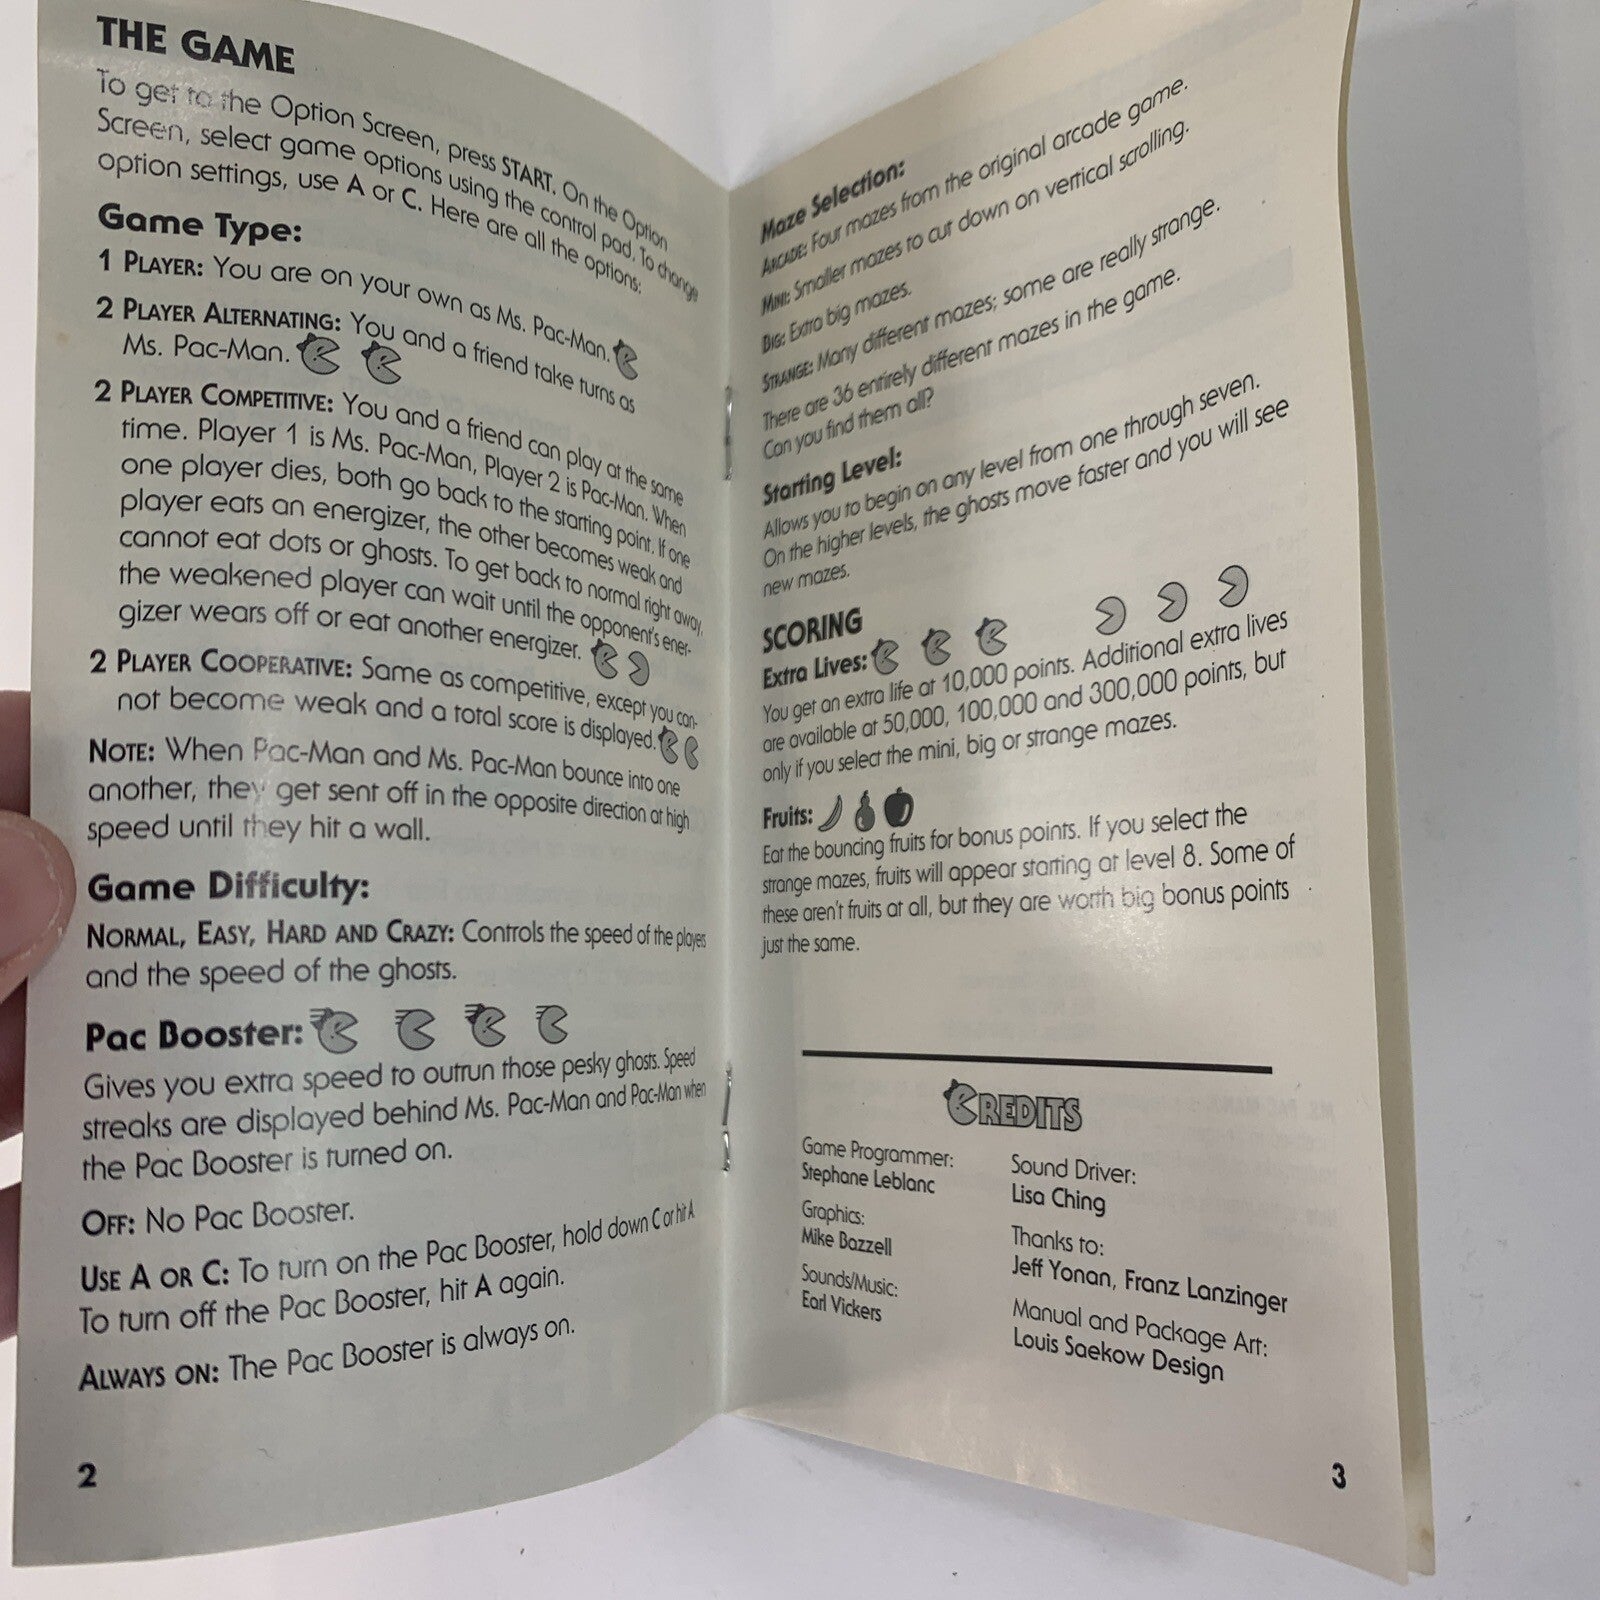 THE GAME
To get to the Option Screen, press START. On the Option
Screen, select game options using the control pad. To change
option settings, use A or C. Here are all the options:
Game Type:
1 PLAYER: You are on your own as Ms. Pac-Man.
2 PLAYER ALTERNATING: You and a friend take turns as
Ms. Pac-Man.
2 PLAYER COMPETITIVE: You and a friend can play at the same
time. Player 1 is Ms. Pac-Man, Player 2 is Pac-Man. When
one player dies, both go back to the starting point. If one
player eats an energizer, the other becomes weak and
cannot eat dots or ghosts. To get back to normal right away,
the weakened player can wait until the opponent's ener-
gizer wears off or eat another energizer.
2 PLAYER COOPERATIVE: Same as competitive, except you can-
not become weak and a total score is displayed.
NOTE: When Pac-Man and Ms. Pac-Man bounce into one
another, they get sent off in the opposite direction at high
speed until they hit a wall.
Game Difficulty:
NORMAL, EASY, HARD AND CRAZY: Controls the speed of the players
and the speed of the ghosts.
Pac Booster:
Gives you extra speed to outrun those pesky ghosts. Speed
streaks are displayed behind Ms. Pac-Man and Pac-Man when
the Pac Booster is turned on.
OFF: No Pac Booster.
USE A OR C: To turn on the Pac Booster, hold down C or hit A
To turn off the Pac Booster, hit A again.
ALWAYS ON: The Pac Booster is always on.
2
Maze Selection:
ARCADE: Four mazes from the original arcade game.
MINI: Smaller mazes to cut down on vertical scrolling.
BIG: Extra big mazes.
STRANGE: Many different mazes; some are really strange.
There are 36 entirely different mazes in the game.
Can you find them all?
Starting Level:
Allows you to begin on any level from one through seven.
On the higher levels, the ghosts move faster and you will see
new mazes.
SCORING
Extra Lives:
You get an extra life at 10,000 points. Additional extra lives
are available at 50,000, 100,000 and 300,000 points, but
only if you select the mini, big or strange mazes.
Fruits:
Eat the bouncing fruits for bonus points. If you select the
strange mazes, fruits will appear starting at level 8. Some of
these aren't fruits at all, but they are worth big bonus points
just the same.
CREDITS
Game Programmer:
Stephane Leblanc
Graphics:
Mike Bazzell
Sounds/Music:
Earl Vickers
Sound Driver:
Lisa Ching
Thanks to:
Jeff Yonan, Franz Lanzinger
Manual and Package Art:
Louis Saekow Design
3